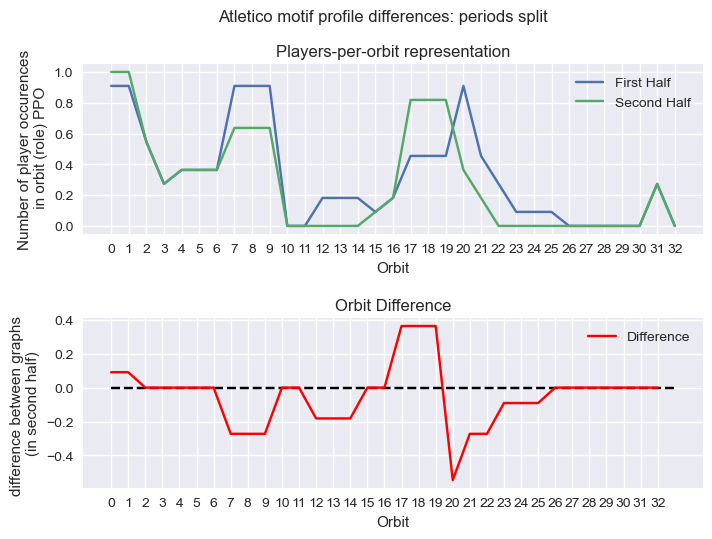 Atletico motif profile differences: periods split
Players-per-orbit representation
Number of player occurences
in orbit (role) PPO
1.0
0.8
0.6
0.4
0.2
0.0
First Half
Second Half
0 1 2 3 4 5 6 7 8 9 10 11 12 13 14 15 16 17 18 19 20 21 22 23 24 25 26 27 28 29 30 31 32
Orbit
Orbit Difference
difference between graphs
(in second half)
0.4
0.2
0.0
−0.2
−0.4
Difference
0 1 2 3 4 5 6 7 8 9 10 11 12 13 14 15 16 17 18 19 20 21 22 23 24 25 26 27 28 29 30 31 32
Orbit